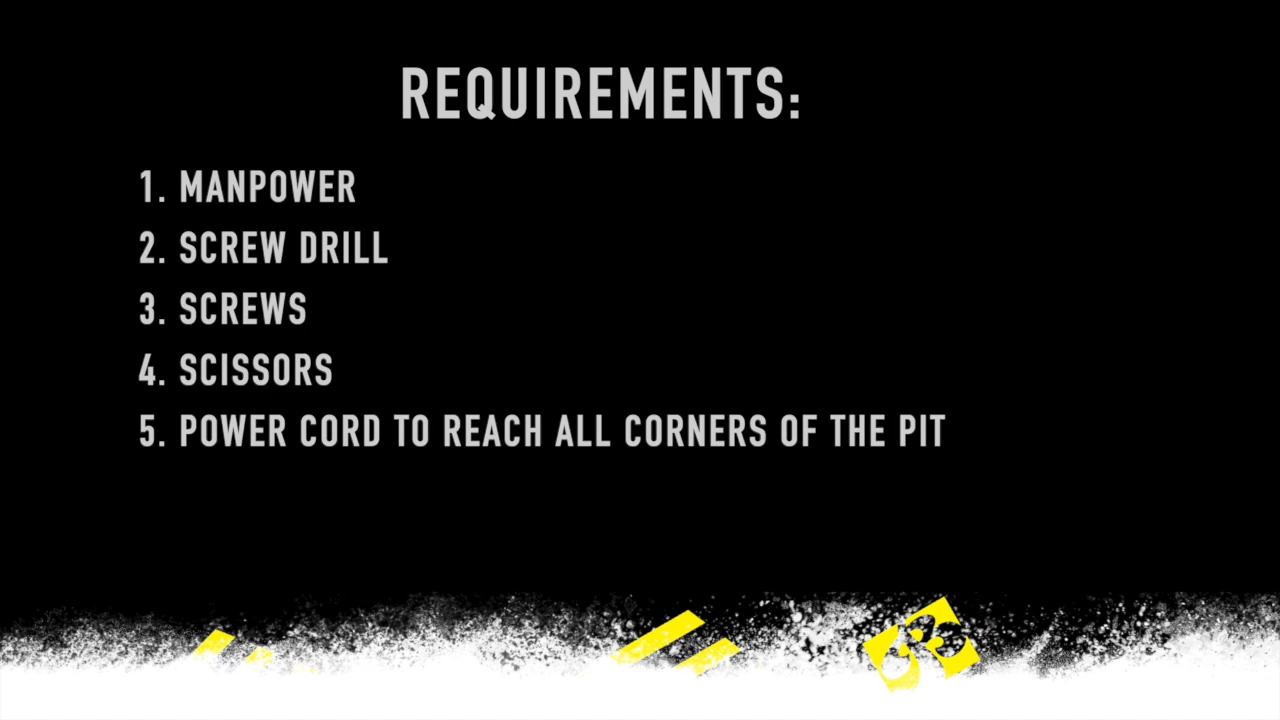 REQUIREMENTS:
1. MANPOWER
2. SCREW DRILL
3. SCREWS
4. SCISSORS
5. POWER CORD TO REACH ALL CORNERS OF THE PIT